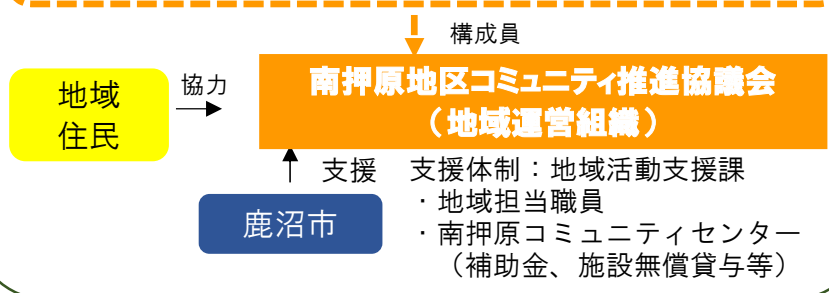 構成員
地域
住民
協力
南押原地区コミュニティ推進協議会
（地域運営組織）
支援
支援体制：地域活動支援課
・地域担当職員
・南押原コミュニティセンター
（補助金、施設無償貸与等）
鹿沼市